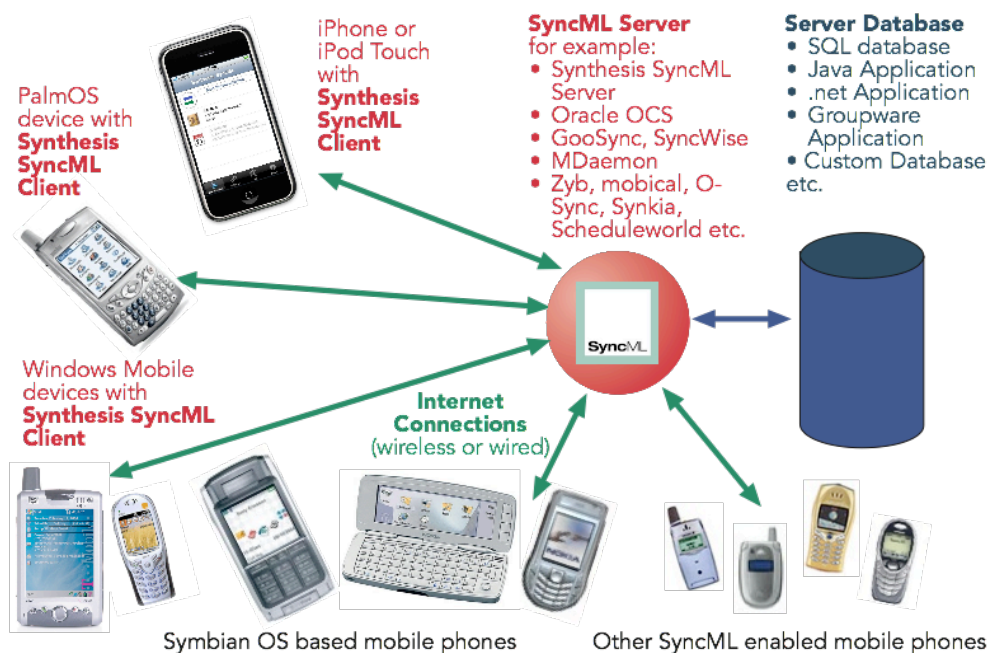 iPhone or
iPod Touch
with
Synthesis
SyncML
Client
PalmOS
device with
Synthesis
SyncML
Client
SyncML Server
for example:
• Synthesis SyncML
Server
• Oracle OCS
• GooSync, SyncWise
• MDaemon
• Zyb, mobical, O-
Sync, Synkia,
Scheduleworld etc.
Server Database
• SQL database
• Java Application
• .net Application
• Groupware
Application
• Custom Database
etc.
SyncML
Windows Mobile
devices with
Synthesis SyncML
Client
Internet
Connections
(wireless or wired)
NOKIA
Symbian OS based mobile phones
Other SyncML enabled mobile phones